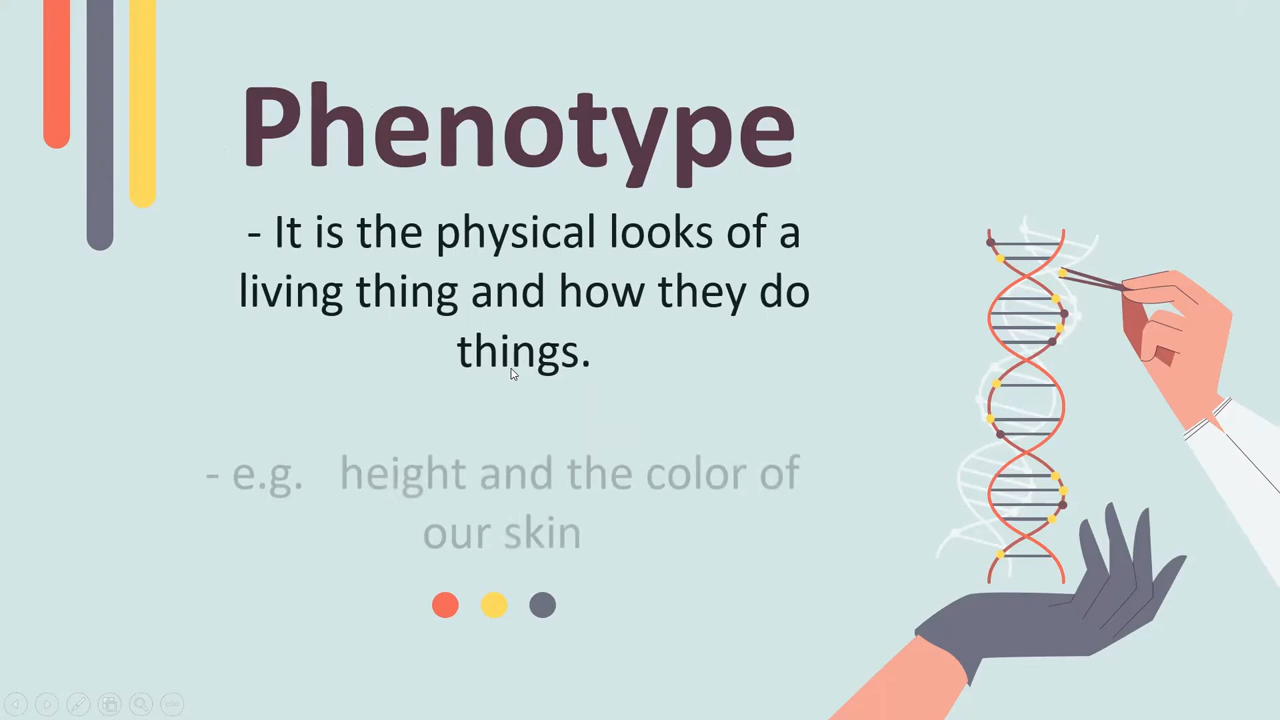 Phenotype
- It is the physical looks of a
living thing and how they do
things.
- e.g. height and the color of
our skin